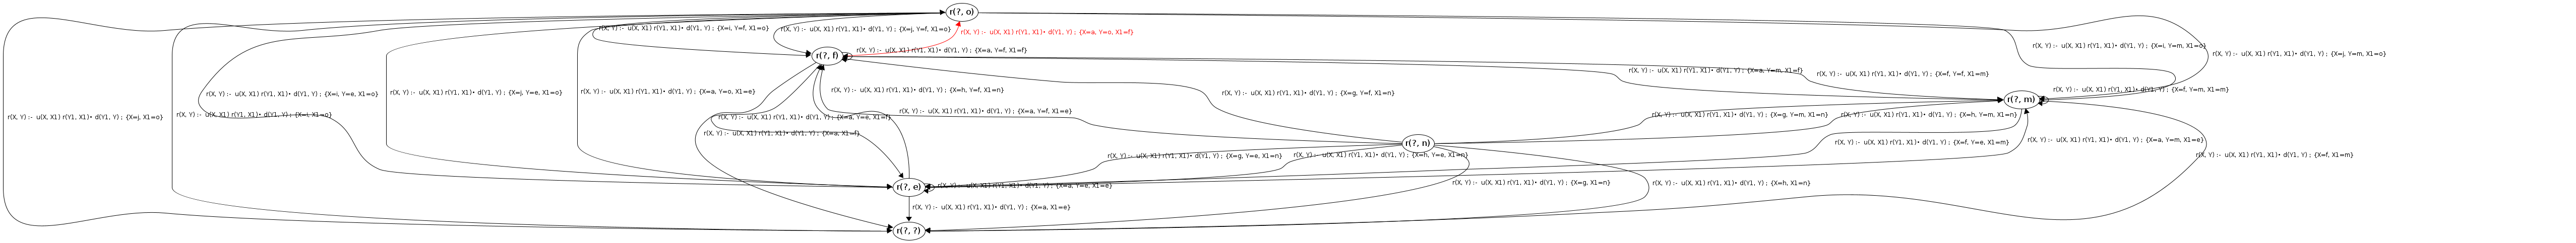 r(?, o)
r(X, Y) :- u(X, X1) r(Y1, X1)• d(Y1, Y) ; {X=i, Y=f, X1=o}
r(X, Y) :- u(X, X1) r(Y1, X1)• d(Y1, Y) ; {X=j, Y=f, X1=o}
r(X, Y) :- u(X, X1) r(Y1, X1)• d(Y1, Y) ; {X=a, Y=o, X1=f}
r(X, Y) :- u(X, X1) r(Y1, X1)• d(Y1, Y) ; {X=i, Y=m, X1=o}
r(?, f)
r(X, Y) :- u(X, X1) r(Y1, X1)• d(Y1, Y) ; {X=a, Y=f, X1=f}
r(X, Y) :- u(X, X1) r(Y1, X1)• d(Y1, Y) ; {X=j, Y=m, X1=o}
r(X, Y) :- u(X, X1) r(Y1, X1)• d(Y1, Y) ; {X=a, Y=m, X1=f}
r(X, Y) :- u(X, X1) r(Y1, X1)• d(Y1, Y) ; {X=f, Y=f, X1=m}
r(X, Y) :- u(X, X1) r(Y1, X1)• d(Y1, Y) ; {X=i, Y=e, X1=o}
r(X, Y) :- u(X, X1) r(Y1, X1)• d(Y1, Y) ; {X=j, Y=e, X1=o}
r(X, Y) :- u(X, X1) r(Y1, X1)• d(Y1, Y) ; {X=a, Y=o, X1=e}
r(X, Y) :- u(X, X1) r(Y1, X1)• d(Y1, Y) ; {X=h, Y=f, X1=n}
r(X, Y) :- u(X, X1) r(Y1, X1)• d(Y1, Y) ; {X=g, Y=f, X1=n}
r(X, Y) :- u(X, X1) r(Y1, X1)• d(Y1, Y) ; {X=f, Y=m, X1=m}
r(?, m)
r(X, Y) :- u(X, X1) r(Y1, X1)• d(Y1, Y) ; {X=j, X1=o}
r(X, Y) :- u(X, X1) r(Y1, X1)• d(Y1, Y) ; {X=i, X1=o}
r(X, Y) :- u(X, X1) r(Y1, X1)• d(Y1, Y) ; {X=a, Y=e, X1=f}
r(X, Y) :- u(X, X1) r(Y1, X1)• d(Y1, Y) ; {X=a, Y=f, X1=e}
r(X, Y) :- u(X, X1) r(Y1, X1)• d(Y1, Y) ; {X=g, Y=m, X1=n}
r(X, Y) :- u(X, X1) r(Y1, X1)• d(Y1, Y) ; {X=h, Y=m, X1=n}
r(X, Y) :- u(X, X1) r(Y1, X1)• d(Y1, Y) ; {X=a, X1=f}
r(?, n)
r(X, Y) :- u(X, X1) r(Y1, X1)• d(Y1, Y) ; {X=f, Y=e, X1=m}
r(X, Y) :- u(X, X1) r(Y1, X1)• d(Y1, Y) ; {X=a, Y=m, X1=e}
r(X, Y) :- u(X, X1) r(Y1, X1)• d(Y1, Y) ; {X=g, Y=e, X1=n}
r(X, Y) :- u(X, X1) r(Y1, X1)• d(Y1, Y) ; {X=h, Y=e, X1=n}
r(X, Y) :- u(X, X1) r(Y1, X1)• d(Y1, Y) ; {X=f, X1=m}
r(?, e)
r(X, Y) :- u(X, X1) r(Y1, X1)• d(Y1, Y) ; {X=a, Y=e, X1=e}
r(X, Y) :- u(X, X1) r(Y1, X1)• d(Y1, Y) ; {X=g, X1=n}
r(X, Y) :- u(X, X1) r(Y1, X1)• d(Y1, Y) ; {X=h, X1=n}
r(X, Y) :- u(X, X1) r(Y1, X1)• d(Y1, Y) ; {X=a, X1=e}
r(?, ?)